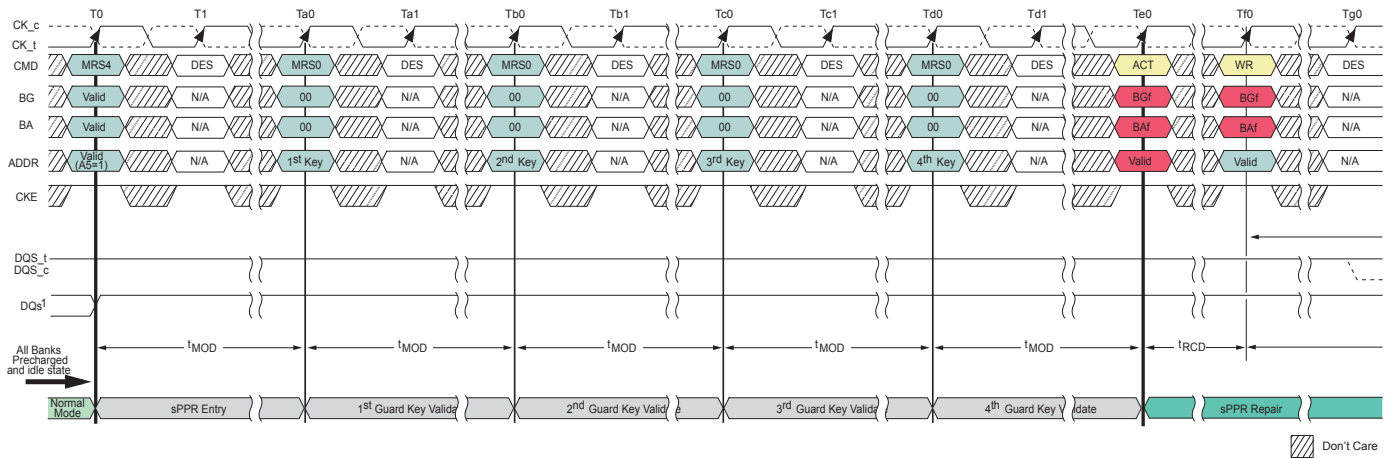 T0 T1 Ta0 Ta1 Tb0 Tb1 Tc0 Tc1 Td0 Td1 Te0 Tf0 Tg0
CK_c
CK_t
CMD MRS4 DES MRS0 DES MRS0 DES MRS0 DES MRS0 DES ACT WR DES
BG Valid N/A 00 N/A 00 N/A 00 N/A 00 N/A BGf BGf N/A
BA Valid N/A 00 N/A 00 N/A 00 N/A 00 N/A BAf BAf N/A
ADDR Valid (A5=1) N/A 1st Key N/A 2nd Key N/A 3rd Key N/A 4th Key N/A Valid Valid N/A
CKE
DQS_t
DQS_c
DQs1
tMOD tMOD tMOD tMOD tMOD tRCD
All Banks
Precharged
and idle state
Normal Mode sPPR Entry 1st Guard Key Valida 2nd Guard Key Valid e 3rd Guard Key Valida 4th Guard Key V idate sPPR Repair
Don't Care